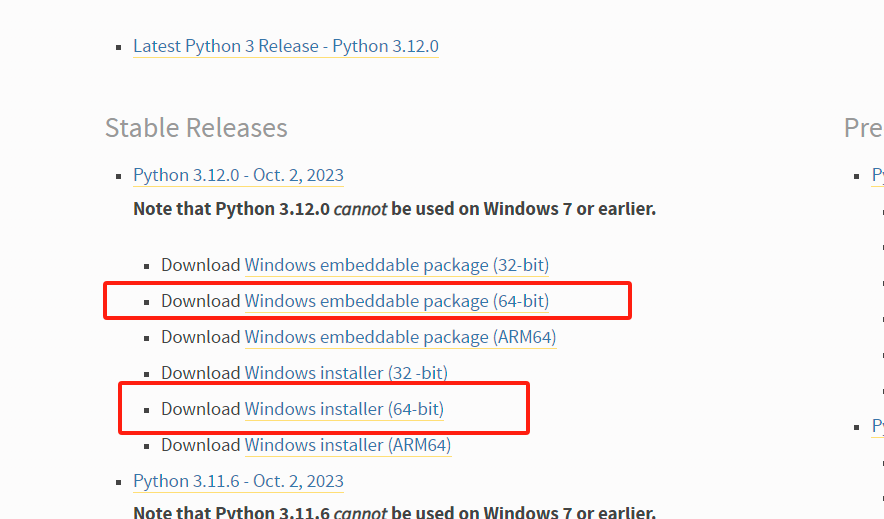 Latest Python 3 Release - Python 3.12.0
Stable Releases
Pre
Python 3.12.0 - Oct. 2, 2023
Note that Python 3.12.0 cannot be used on Windows 7 or earlier.
Download Windows embeddable package (32-bit)
Download Windows embeddable package (64-bit)
Download Windows embeddable package (ARM64)
Download Windows installer (32 -bit)
Download Windows installer (64-bit)
Download Windows installer (ARM64)
Python 3.11.6 - Oct. 2, 2023
Note that Python 3.11.6 cannot be used on Windows 7 or earlier.